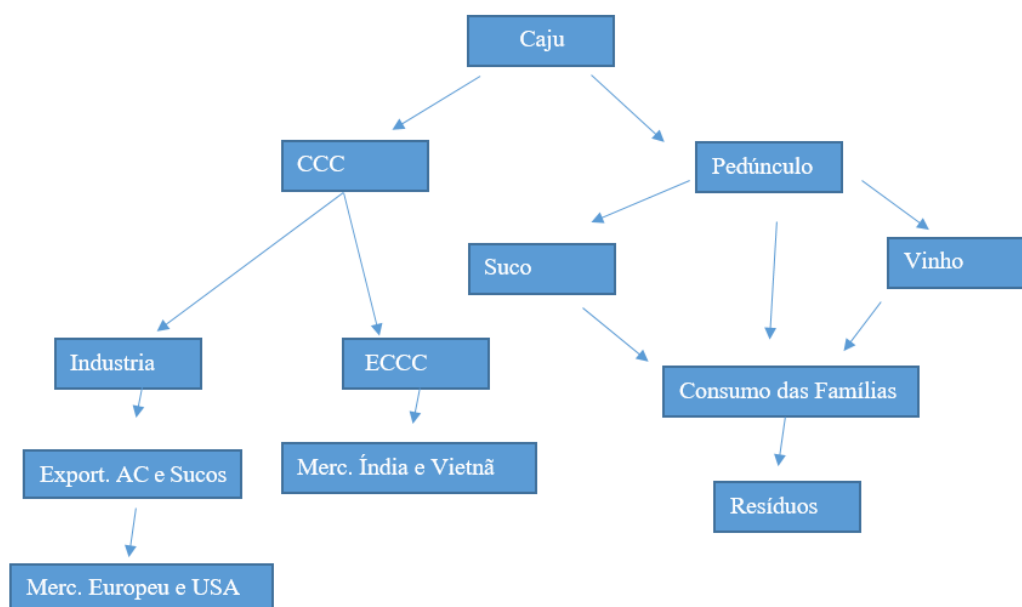 Caju
CCC
Pedúnculo
Suco
Vinho
Industria
ECCC
Consumo das Famílias
Export. AC e Sucos
Merc. Índia e Vietnã
Resíduos
Merc. Europeu e USA